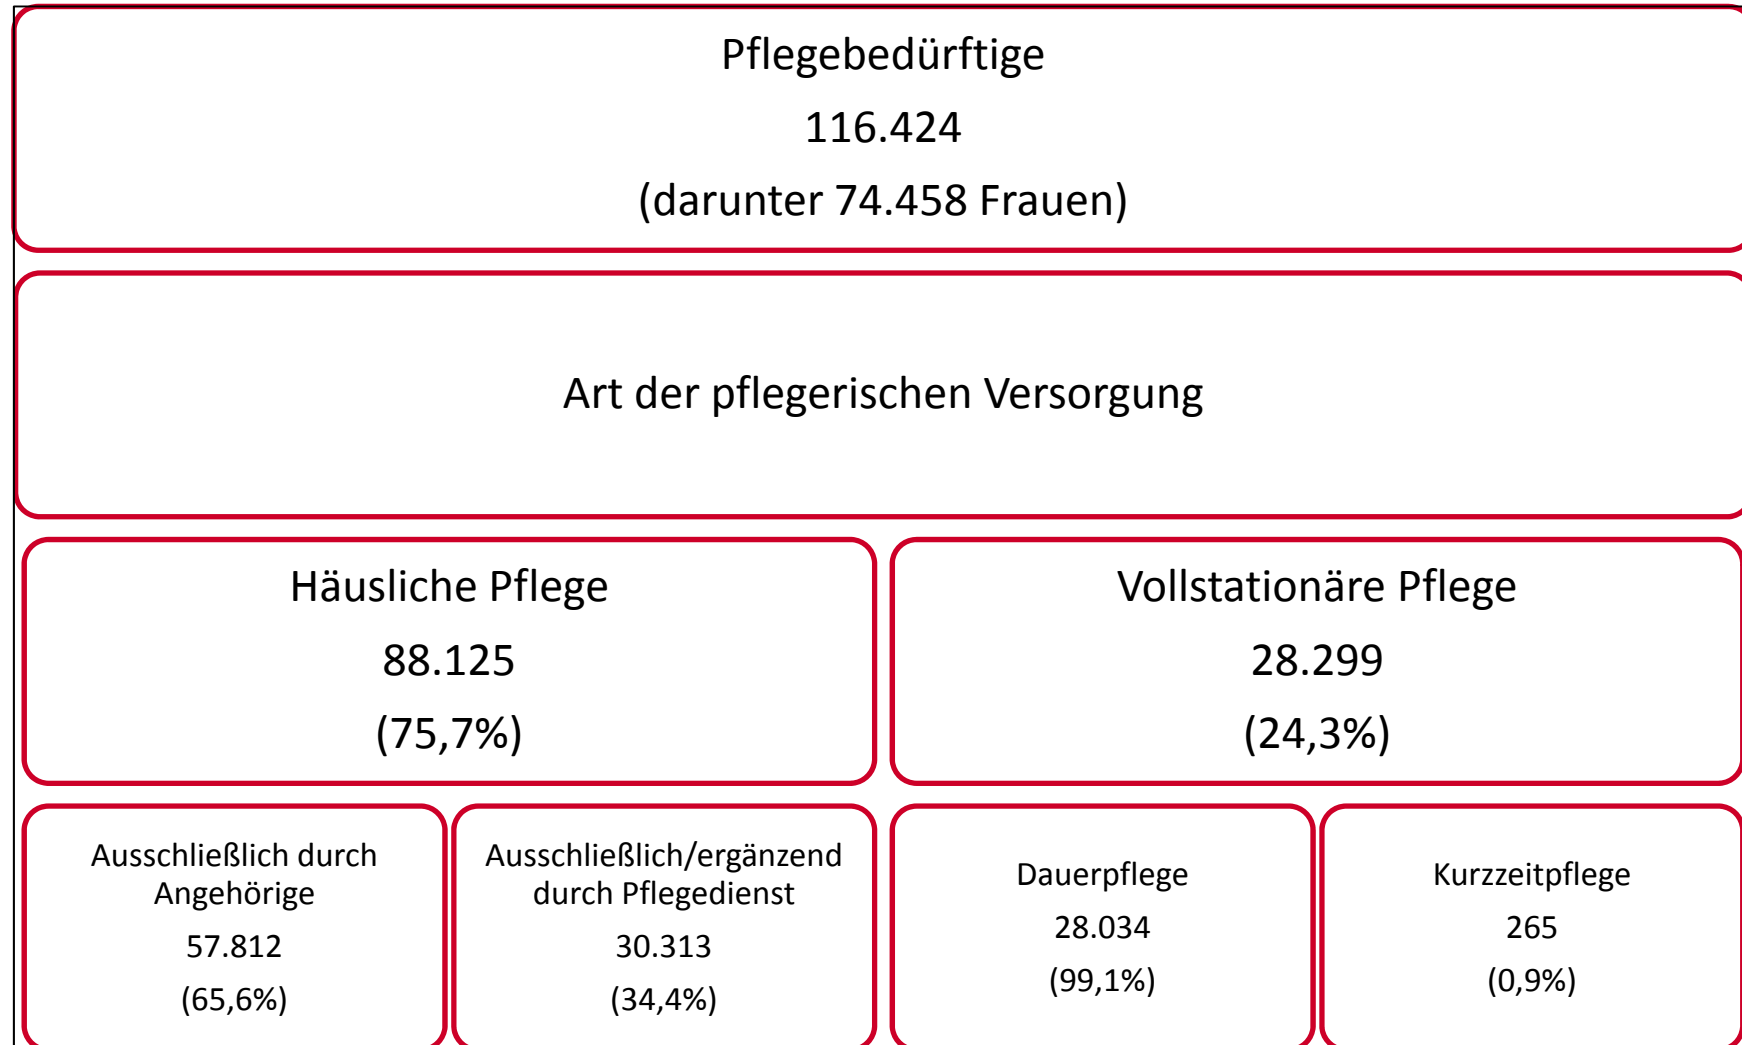 Pflegebedürftige
116.424
(darunter 74.458 Frauen)
Art der pflegerischen Versorgung
Häusliche Pflege
88.125
(75,7%)
Vollstationäre Pflege
28.299
(24,3%)
Ausschließlich durch
Angehörige
57.812
(65,6%)
Ausschließlich/ergänzend
durch Pflegedienst
30.313
(34,4%)
Dauerpflege
28.034
(99,1%)
Kurzzeitpflege
265
(0,9%)